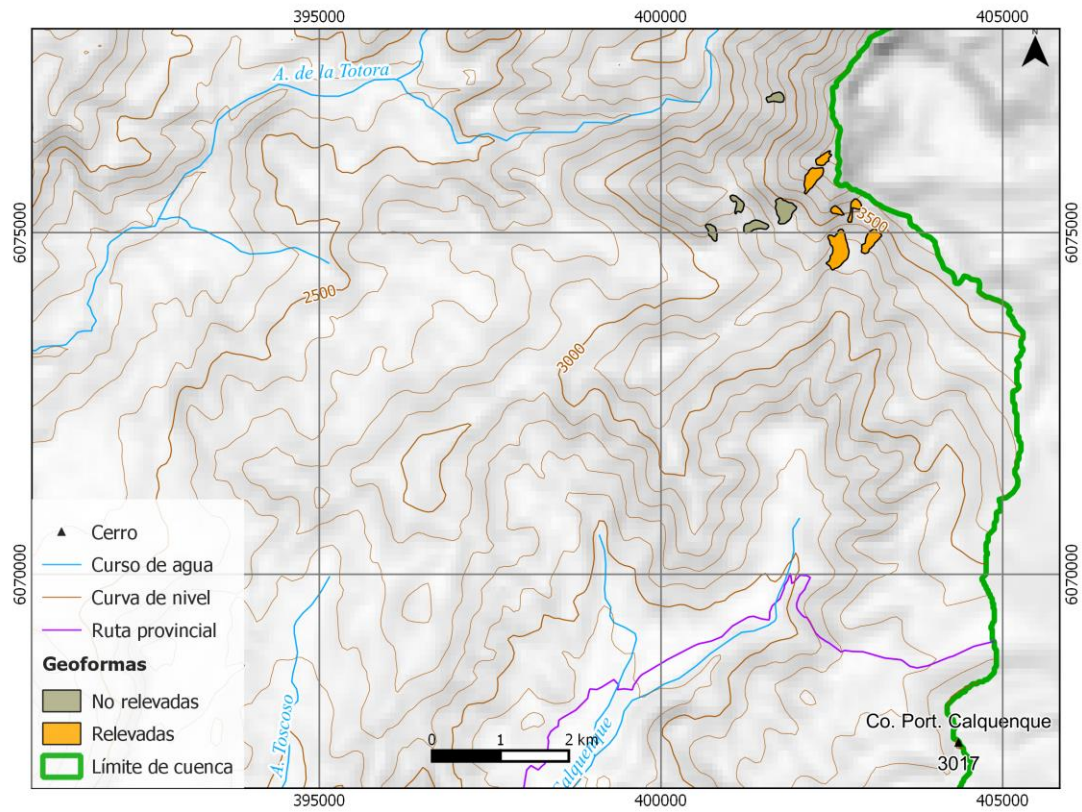 395000
400000
405000
N
A. de la Totora
6075000
3500
6075000
2500
3000
Cerro
Curso de agua
Curva de nivel
Ruta provincial
Geoformas
No relevadas
Relevadas
Límite de cuenca
6070000
6070000
A. Toscoso
Calquenque
0 1 2 km
Co. Port. Calquenque
3017
395000
400000
405000